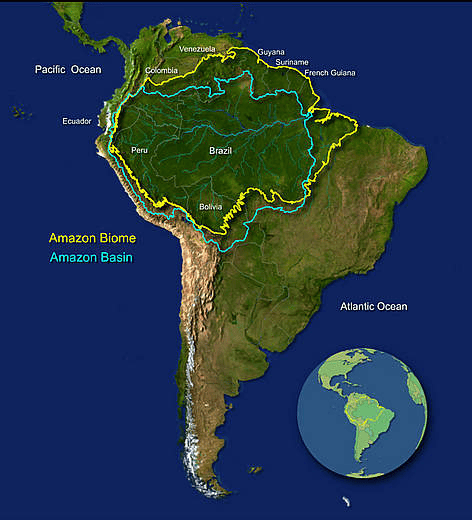 Venezuela
Guyana
Suriname
Pacific Ocean
Colombia
French Guiana
Ecuador
Peru
Brazil
Bolivia
Amazon Biome
Amazon Basin
Atlantic Ocean